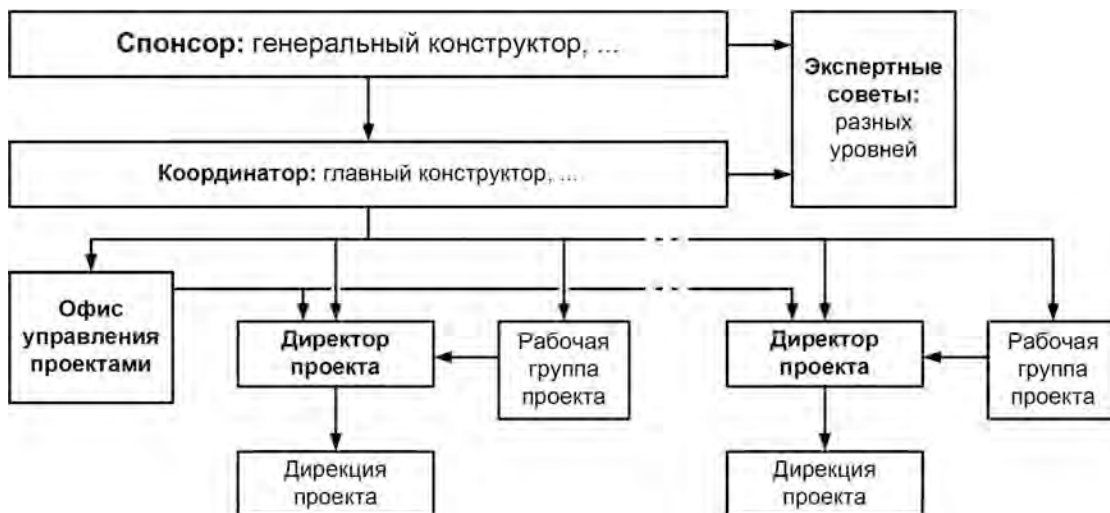 Спонсор: генеральный конструктор, ...
Экспертные
советы:
разных
уровней
Координатор: главный конструктор, ...
Офис
управления
проектами
Директор
проекта
Рабочая
группа
проекта
Директор
проекта
Рабочая
группа
проекта
Дирекция
проекта
Дирекция
проекта